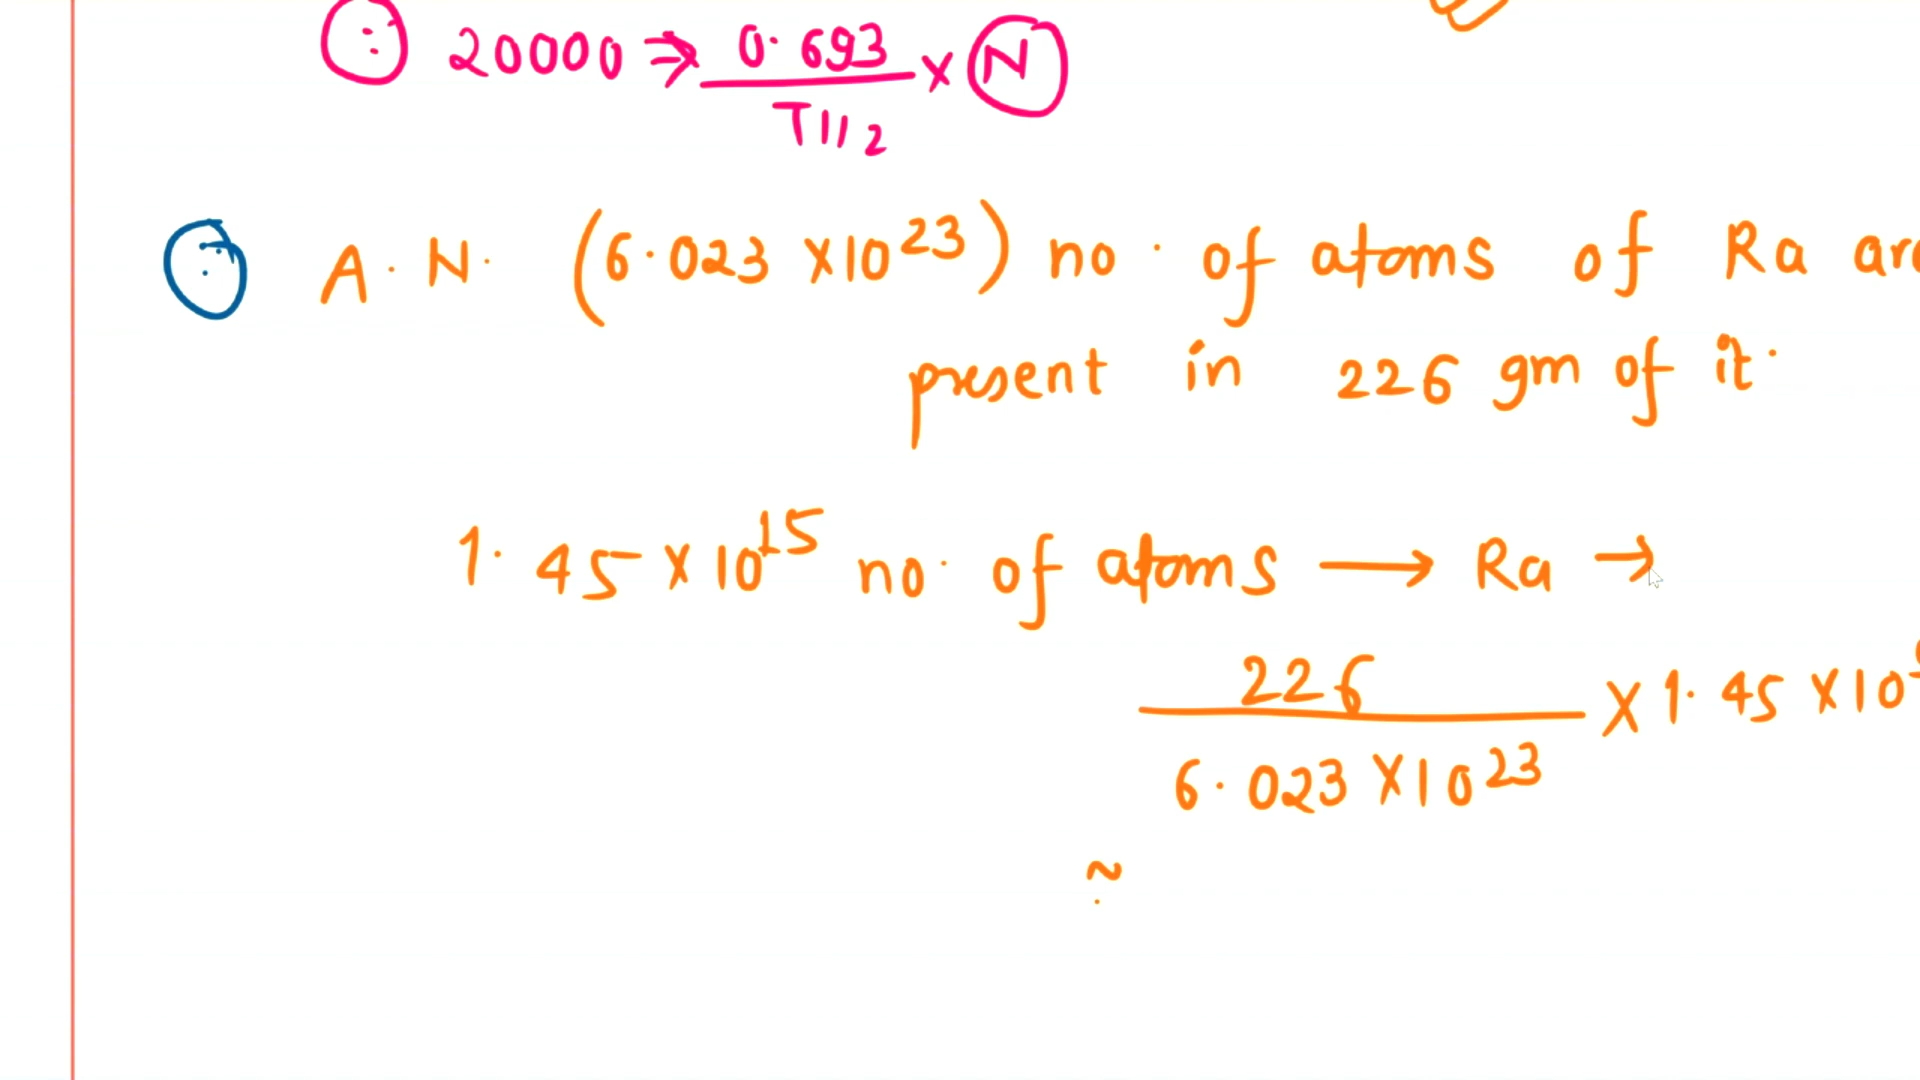 ∴ 20000 ⇒ 0.693 / T1/2 × N
∴ A.N. (6.023 × 10^23) no. of atoms of Ra are
present in 226 gm of it.
1.45 × 10^15 no. of atoms → Ra →
226 / 6.023 × 10^23 × 1.45 × 10
~